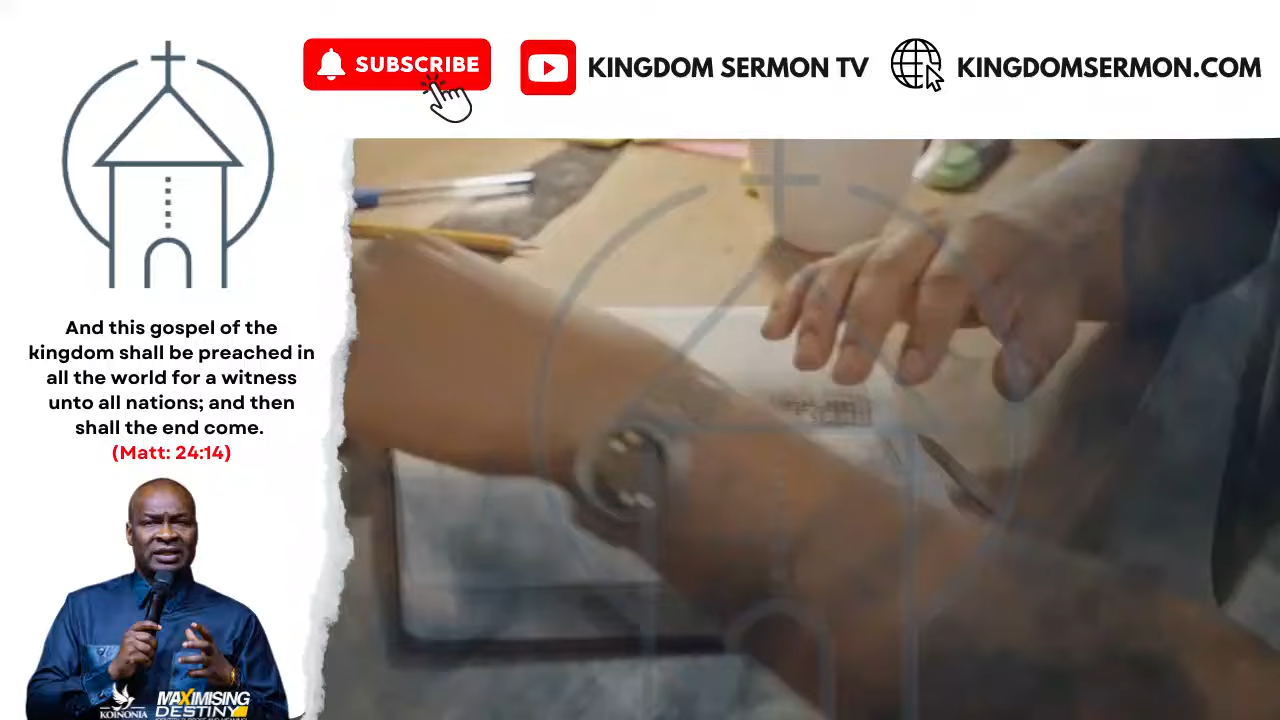 SUBSCRIBE
KINGDOM SERMON TV
KINGDOMSERMON.COM
And this gospel of the
kingdom shall be preached in
all the world for a witness
unto all nations; and then
shall the end come.
(Matt: 24:14)
KOINONIA
MAXIMISING
DESTINY